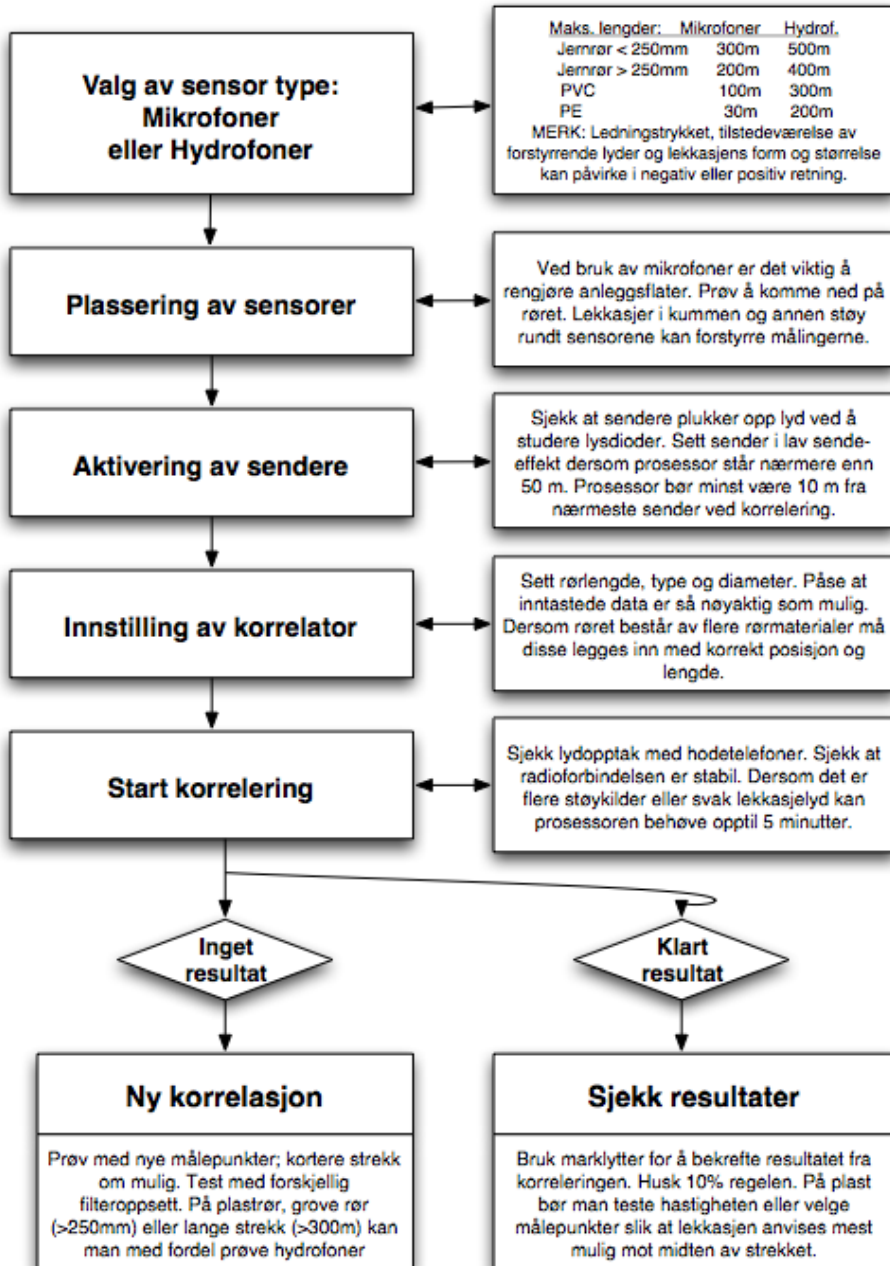 Valg av sensor type:
Mikrofoner
eller Hydrofoner
Maks. lengder: Mikrofoner Hydrof.
Jernrør < 250mm 300m 500m
Jernrør > 250mm 200m 400m
PVC 100m 300m
PE 30m 200m
MERK: Ledningstrykket, tilstedeværelse av
forstyrrende lyder og lekkasjens form og størrelse
kan påvirke i negativ eller positiv retning.
Plassering av sensorer
Ved bruk av mikrofoner er det viktig å
rengjøre anleggsflater. Prøv å komme ned på
røret. Lekkasjer i kummen og annen støy
rundt sensorene kan forstyrre målingerne.
Aktivering av sendere
Sjekk at sendere plukker opp lyd ved å
studere lysdioder. Sett sender i lav sende-
effekt dersom prosessor står nærmere enn
50 m. Prosessor bør minst være 10 m fra
nærmeste sender ved korrelering.
Innstilling av korrelator
Sett rørlengde, type og diameter. Påse at
inntastede data er så nøyaktig som mulig.
Dersom røret består av flere rørmaterialer må
disse legges inn med korrekt posisjon og
lengde.
Start korrelering
Sjekk lydopptak med hodetelefoner. Sjekk at
radioforbindelsen er stabil. Dersom det er
flere støykilder eller svak lekkasjelyd kan
prosessoren behøve opptil 5 minutter.
Inget
resultat
Klart
resultat
Ny korrelasjon
Prøv med nye målepunkter; kortere strekk
om mulig. Test med forskjellig
filteroppsett. På plastrør, grove rør
(>250mm) eller lange strekk (>300m) kan
man med fordel prøve hydrofoner
Sjekk resultater
Bruk marklytter for å bekrefte resultatet fra
korreleringen. Husk 10% regelen. På plast
bør man teste hastigheten eller velge
målepunkter slik at lekkasjen anvises mest
mulig mot midten av strekket.